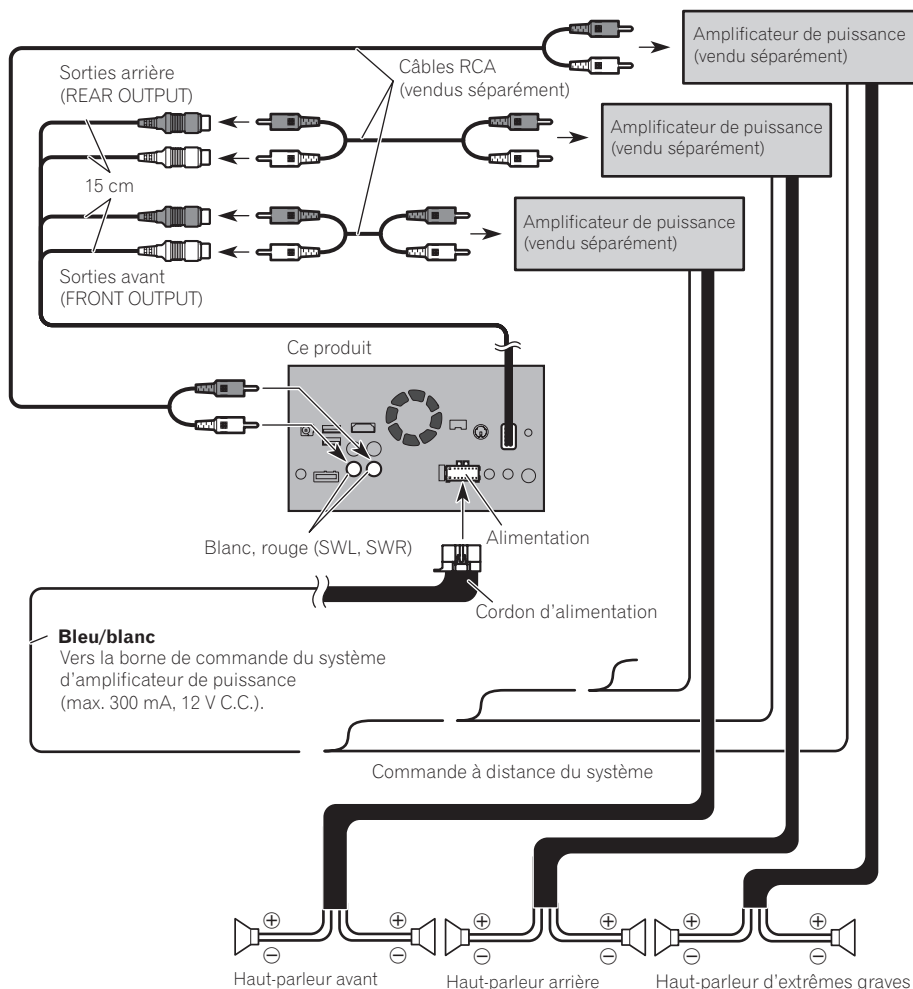 Amplificateur de puissance
(vendu séparément)
Sorties arrière
(REAR OUTPUT)
Câbles RCA
(vendus séparément)
Amplificateur de puissance
(vendu séparément)
15 cm
Amplificateur de puissance
(vendu séparément)
Sorties avant
(FRONT OUTPUT)
Ce produit
Blanc, rouge (SWL, SWR)
Alimentation
Cordon d'alimentation
Bleu/blanc
Vers la borne de commande du système
d'amplificateur de puissance
(max. 300 mA, 12 V C.C.).
Commande à distance du système
Haut-parleur avant
Haut-parleur arrière
Haut-parleur d'extrêmes graves